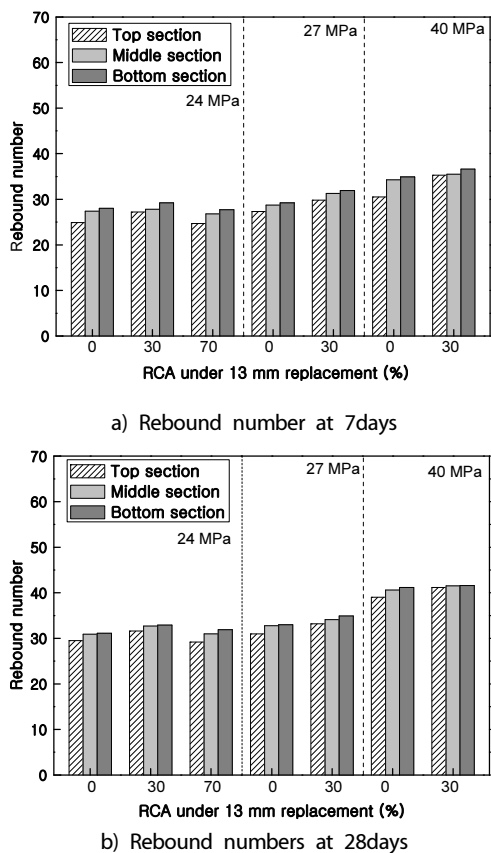 70
60
50
40
30
20
10
0
Rebound number
Top section
Middle section
Bottom section
24 MPa
27 MPa
40 MPa
0 30 70 0 30 0 30
RCA under 13 mm replacement (%)
a) Rebound number at 7days
70
60
50
40
30
20
10
0
Rebound number
Top section
Middle section
Bottom section
24 MPa
27 MPa
40 MPa
0 30 70 0 30 0 30
RCA under 13 mm replacement (%)
b) Rebound numbers at 28days